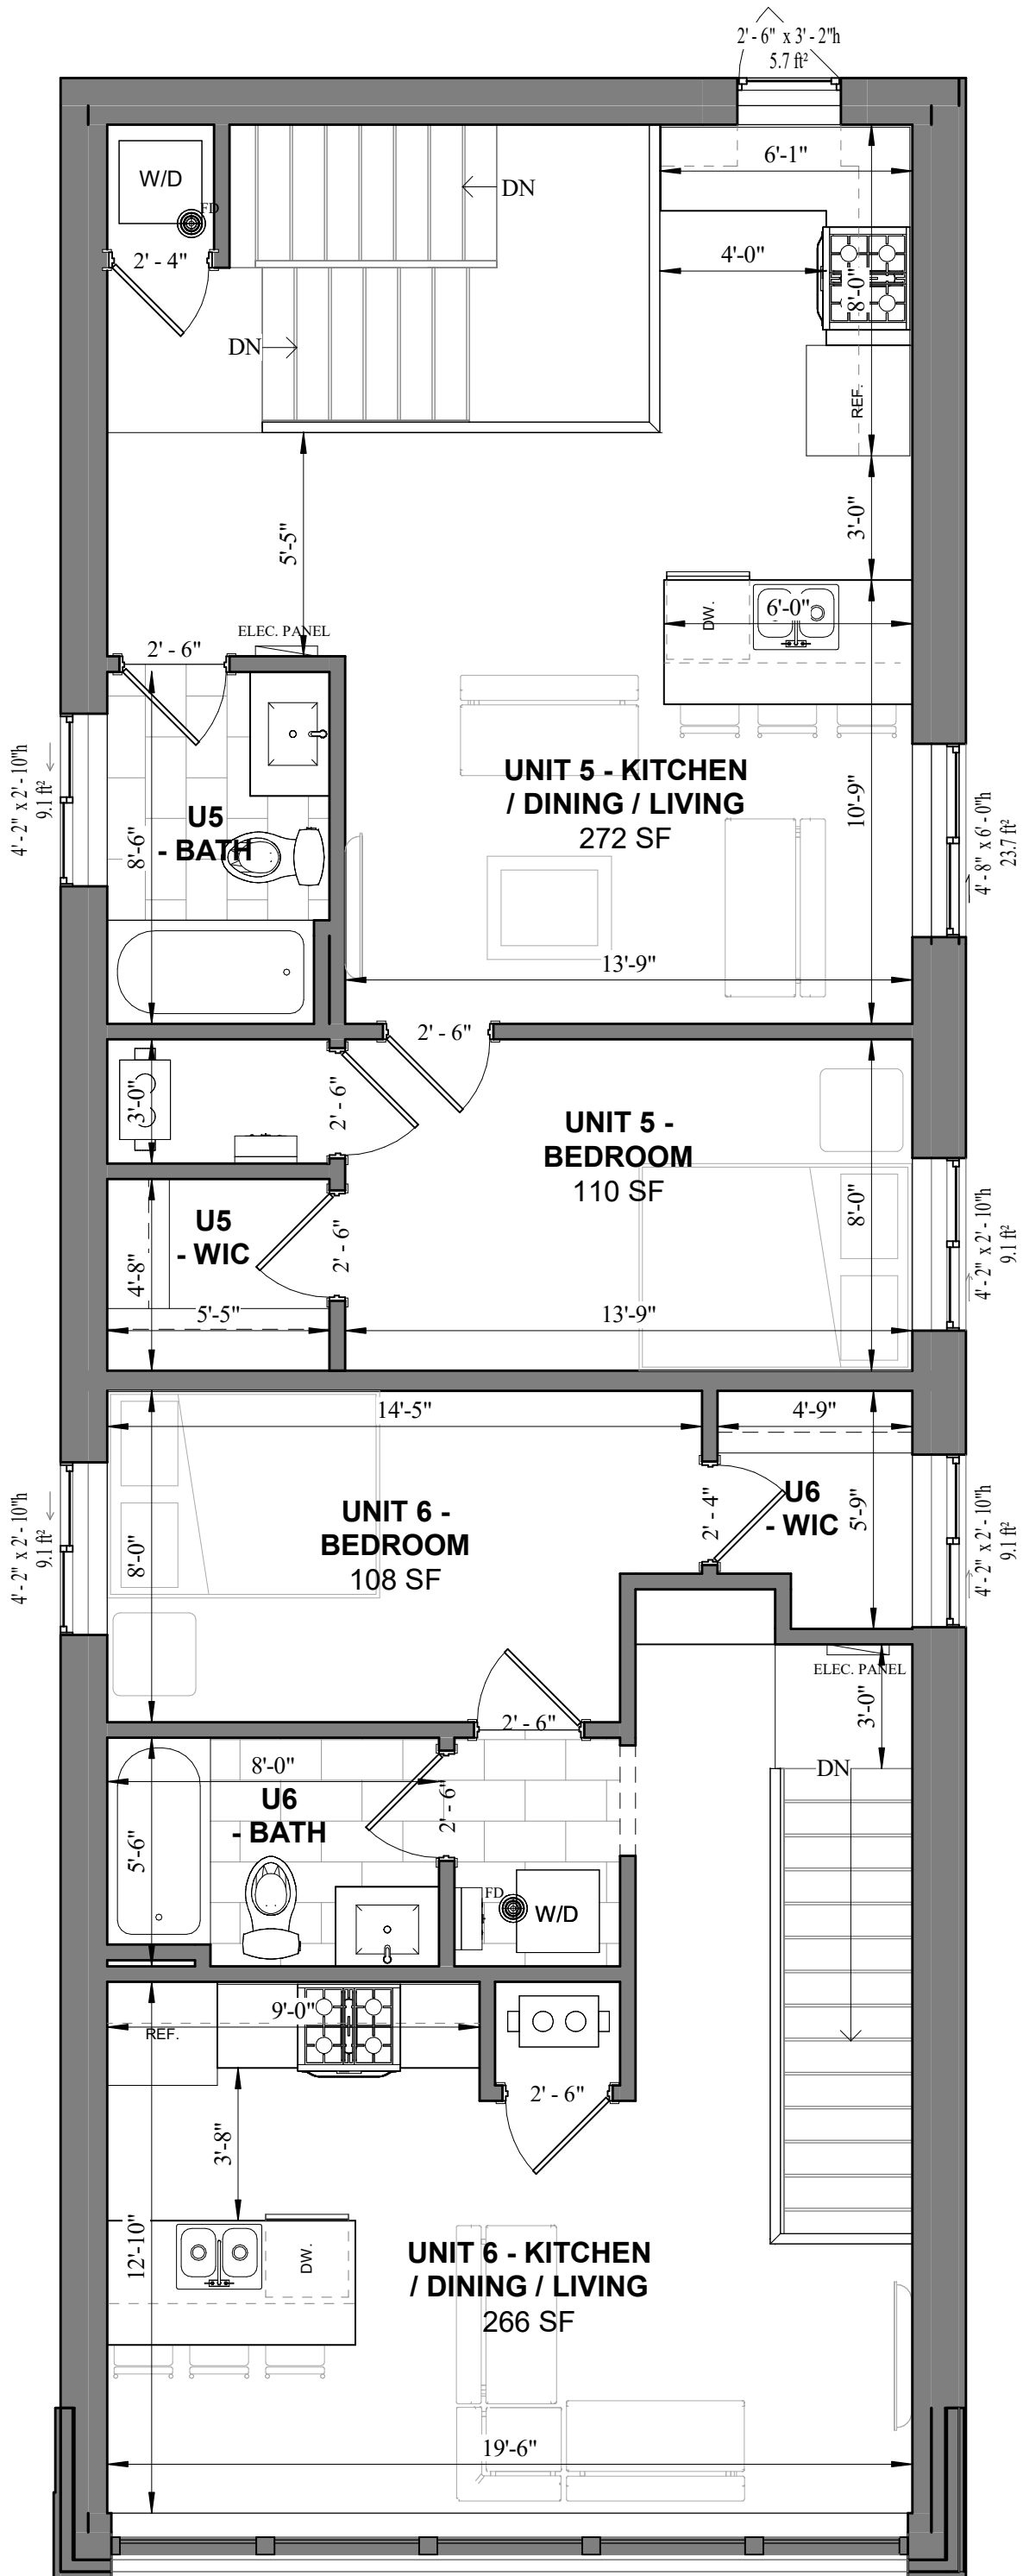 2' - 6" x 3' - 2"h
5.7 ft²
6'-1"
W/D
FD
DN
2' - 4"
4'-0"
8'-0"
DN
REF.
5'-5"
3'-0"
ELEC. PANEL
2' - 6"
DW.
6'-0"
4' - 2" x 2' - 10"h
9.1 ft²
UNIT 5 - KITCHEN
/ DINING / LIVING
272 SF
10'-9"
4' - 8" x 6' - 0"h
23.7 ft²
U5
- BATH
8'-6"
13'-9"
2' - 6"
3'-0"
2' - 6"
UNIT 5 -
BEDROOM
110 SF
8'-0"
U5
- WIC
4'-8"
2' - 6"
4' - 2" x 2' - 10"h
9.1 ft²
5'-5"
13'-9"
14'-5"
4'-9"
4' - 2" x 2' - 10"h
9.1 ft²
8'-0"
UNIT 6 -
BEDROOM
108 SF
2' - 4"
U6
- WIC
5'-9"
4' - 2" x 2' - 10"h
9.1 ft²
ELEC. PANEL
3'-0"
2' - 6"
8'-0"
DN
U6
- BATH
5'-6"
2' - 6"
FD
W/D
9'-0"
REF.
2' - 6"
3'-8"
12'-10"
DW.
UNIT 6 - KITCHEN
/ DINING / LIVING
266 SF
19'-6"